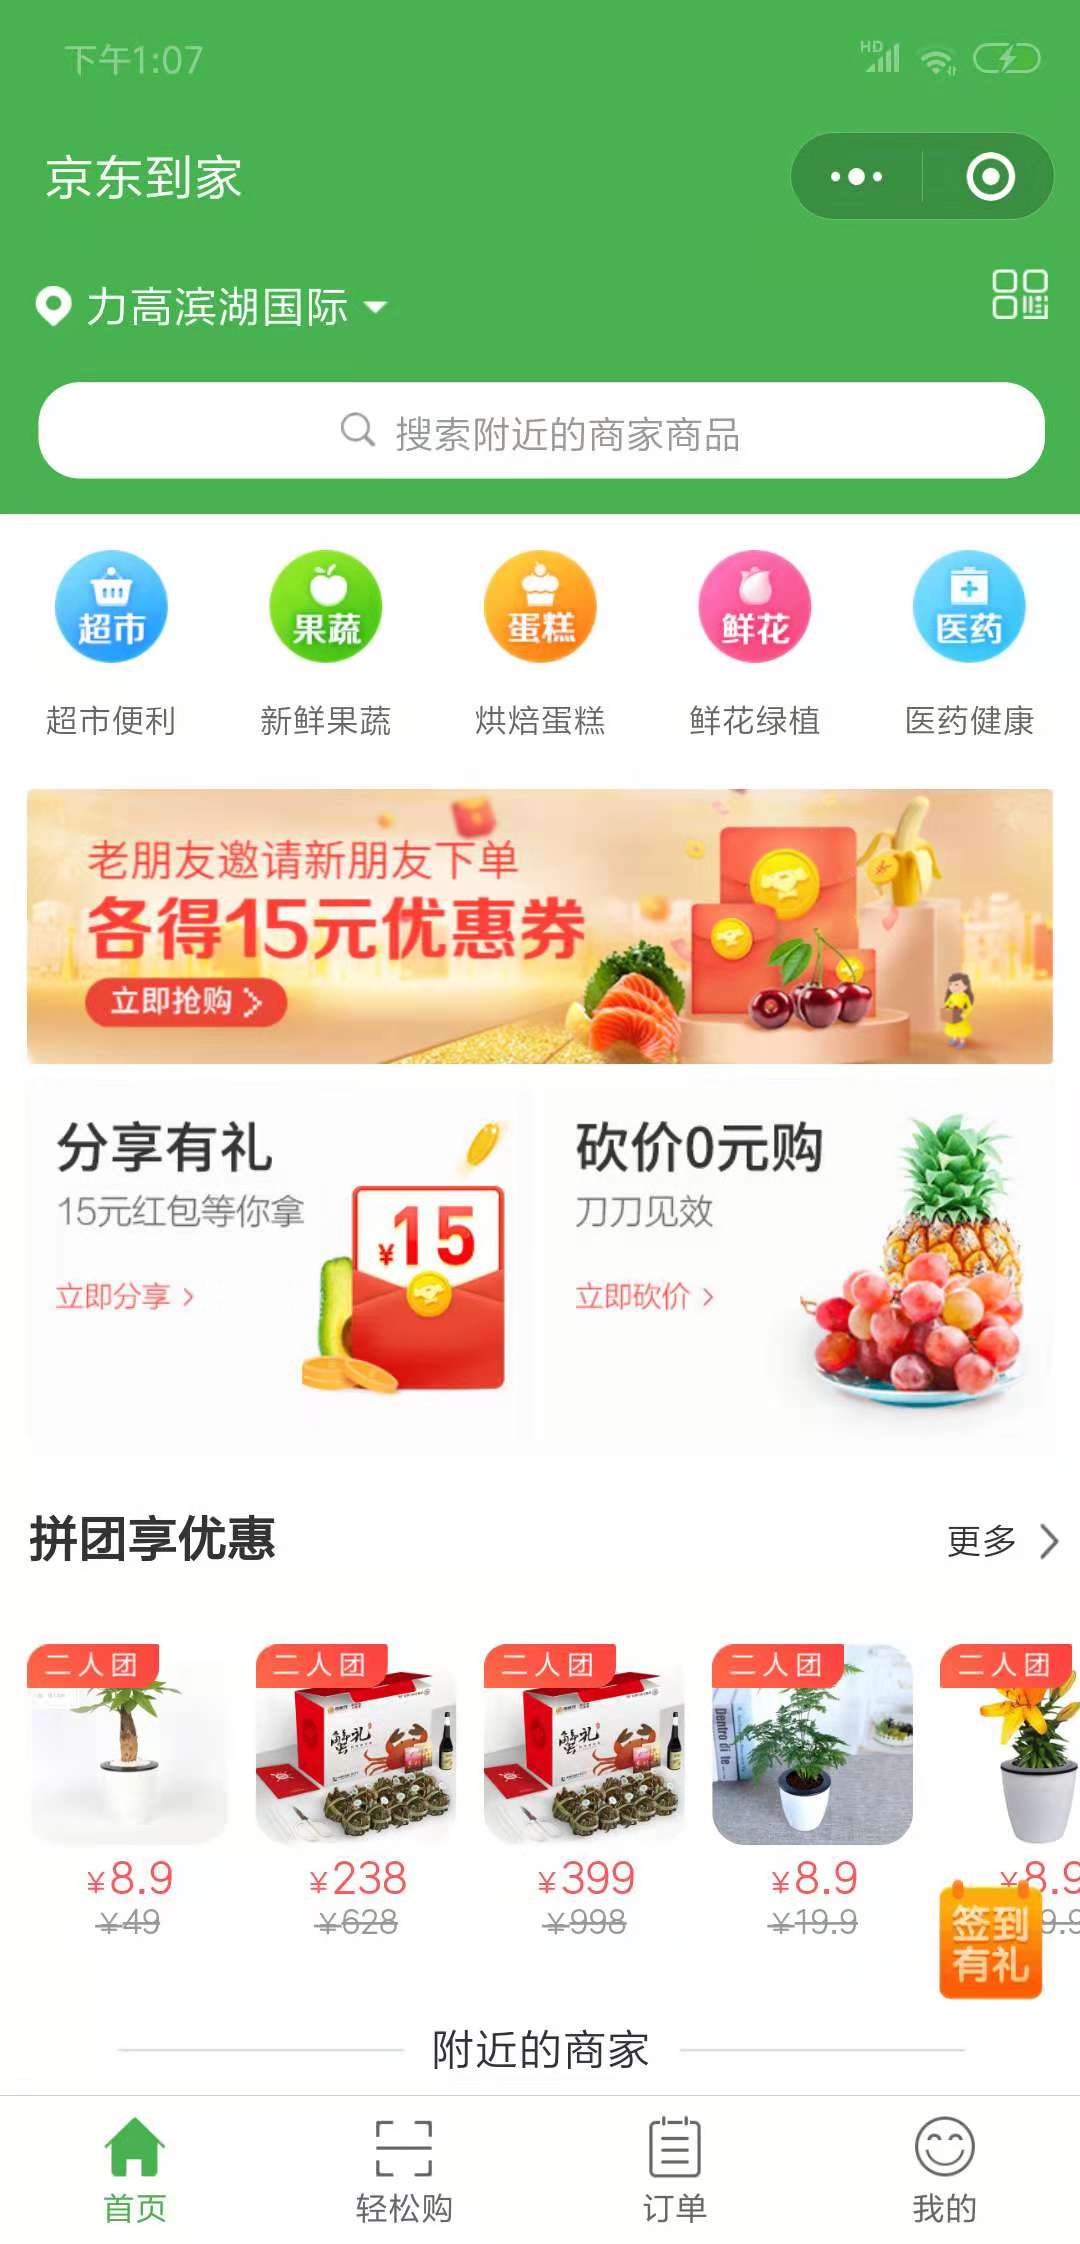 下午1:07
HD
京东到家
力高滨湖国际
搜索附近的商家商品
超市
果蔬
蛋糕
鲜花
医药
超市便利
新鲜果蔬
烘焙蛋糕
鲜花绿植
医药健康
老朋友邀请新朋友下单
各得15元优惠券
立即抢购
分享有礼
15元红包等你拿
立即分享
¥15
砍价0元购
刀刀见效
立即砍价
拼团享优惠
更多
二人团
二人团
二人团
二人团
二人团
蟹礼
蟹礼
Dentro di te
¥8.9
¥238
¥399
¥8.9
¥8.9
¥49
¥628
¥998
¥19.9
9.9
签到
有礼
附近的商家
首页
轻松购
订单
我的